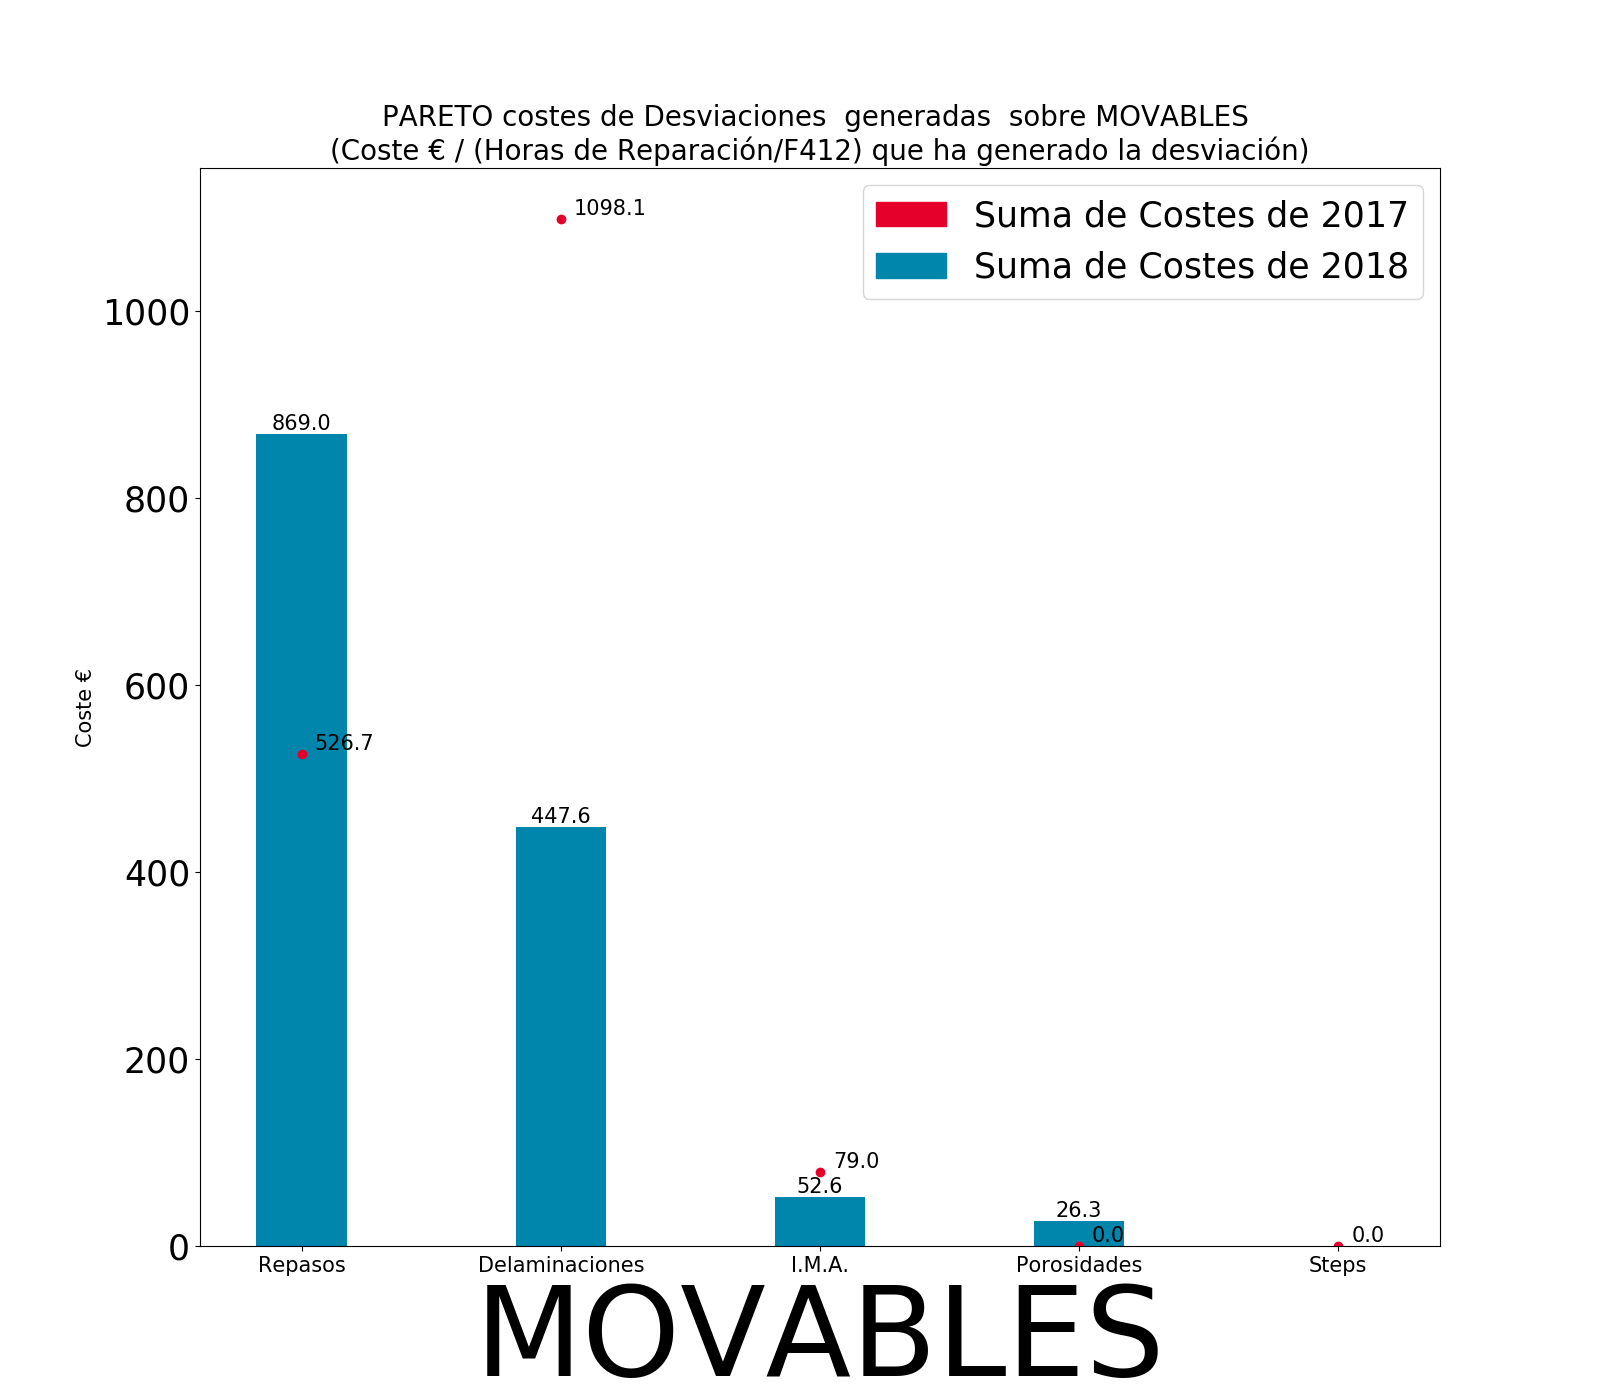 PARETO costes de Desviaciones  generadas  sobre MOVABLES
(Coste € / (Horas de Reparación/F412) que ha generado la desviación)
Suma de Costes de 2017
Suma de Costes de 2018
1098.1
1000
869.0
800
600
526.7
447.6
400
200
79.0
52.6
26.3
0.0
0.0
0
Coste €
Repasos
Delaminaciones
I.M.A.
Porosidades
Steps
MOVABLES